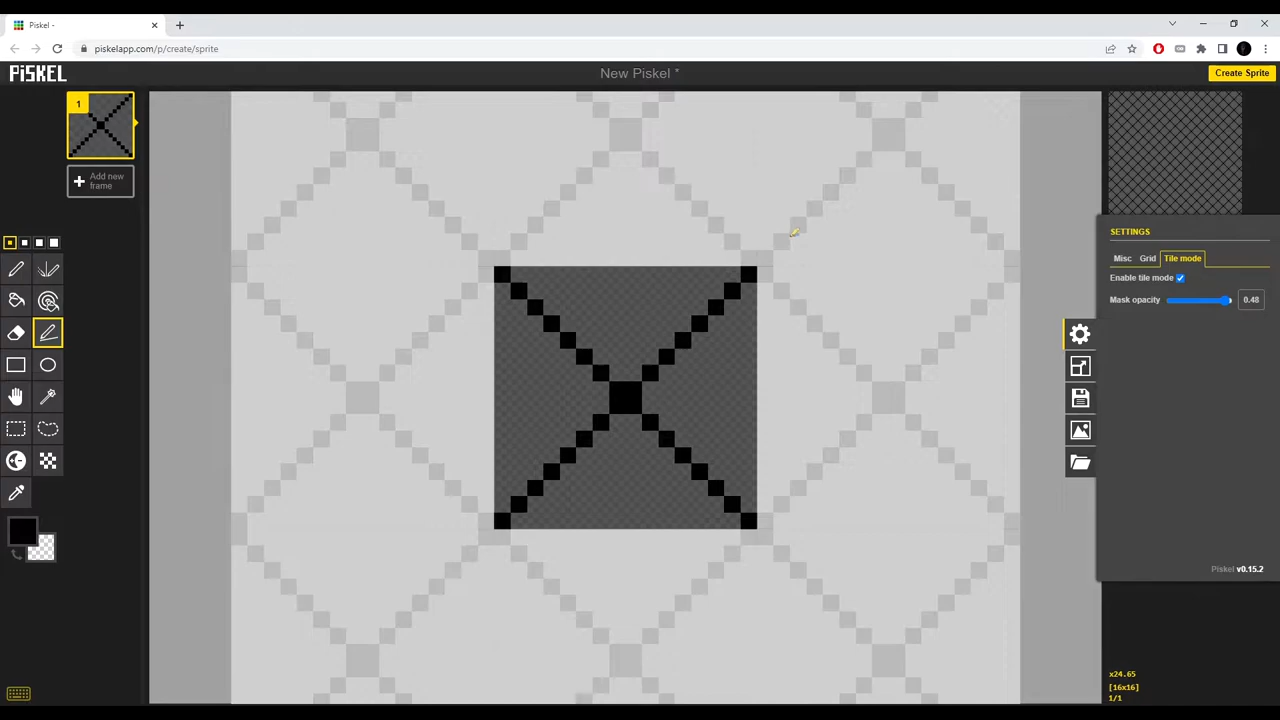 Piskel -
piskelapp.com/p/create/sprite
PiSKEL
New Piskel *
Create Sprite
1
Add new
frame
SETTINGS
Misc Grid Tile mode
Enable tile mode
Mask opacity 0.48
Piskel v0.15.2
x24.65
[16x16]
1/1